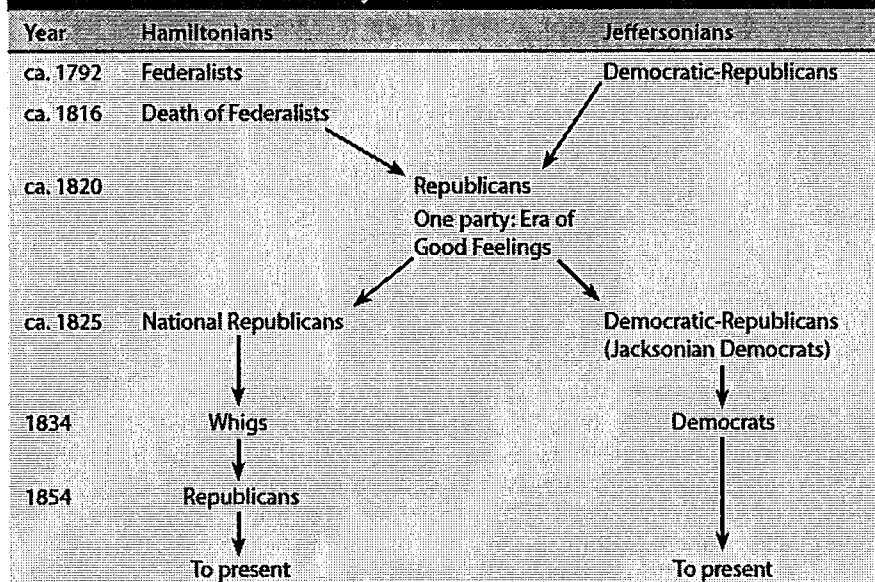 Year Hamiltonians Jeffersonians
ca. 1792 Federalists Democratic-Republicans
ca. 1816 Death of Federalists
ca. 1820 Republicans
One party: Era of
Good Feelings
ca. 1825 National Republicans Democratic-Republicans
(Jacksonian Democrats)
1834 Whigs Democrats
1854 Republicans
To present To present